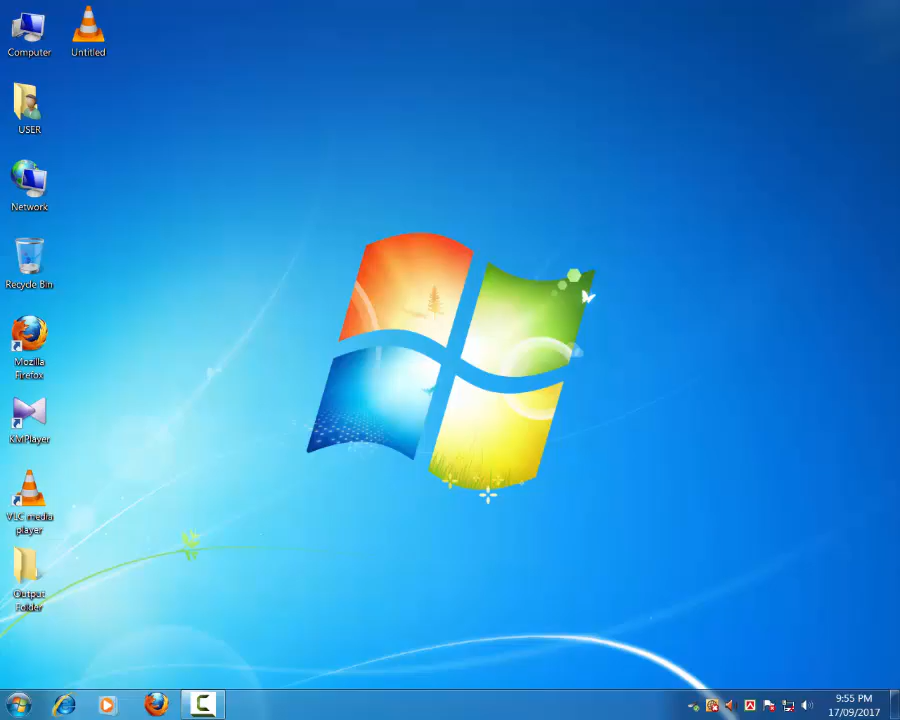 Computer
Untitled
USER
Network
Recycle Bin
Mozilla
Firefox
KMPlayer
VLC media
player
Output
Folder
9:55 PM
17/09/2017